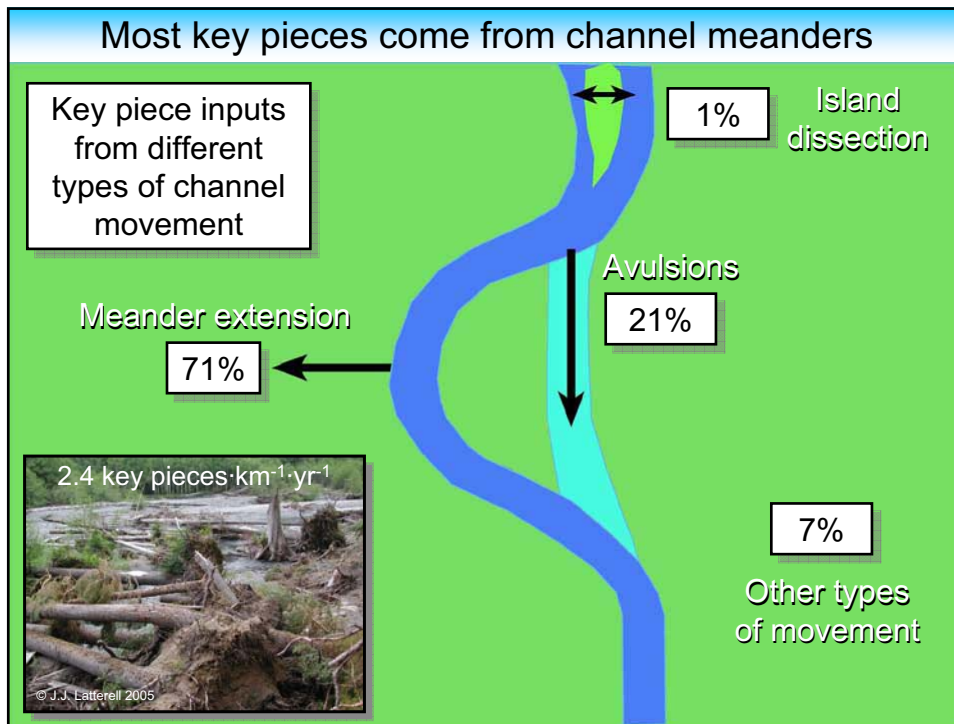 Most key pieces come from channel meanders
Key piece inputs
from different
types of channel
movement
1%
Island
dissection
Avulsions
21%
Meander extension
71%
2.4 key pieces·km⁻¹·yr⁻¹
© J.J. Latterell 2005
7%
Other types
of movement